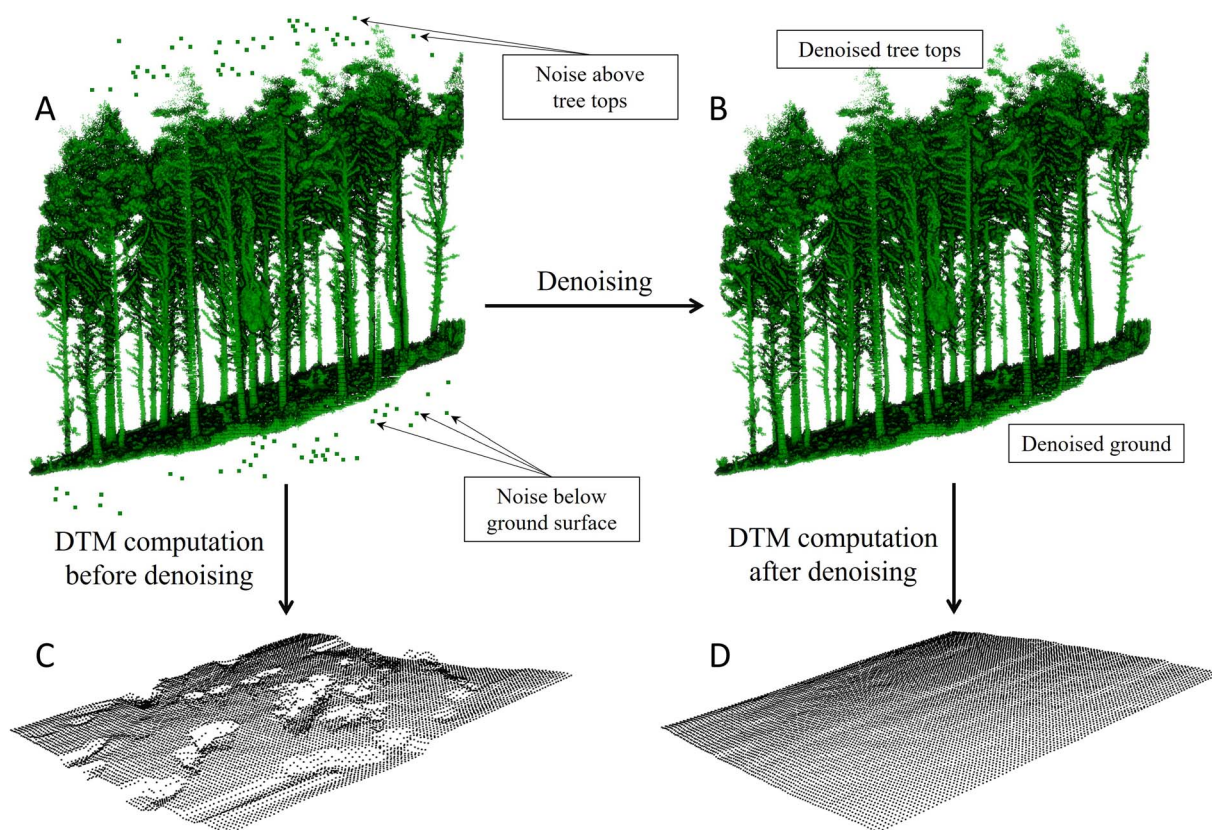 A
Noise above
tree tops
B
Denoised tree tops
Denoising
Noise below
ground surface
Denoised ground
DTM computation
before denoising
DTM computation
after denoising
C
D